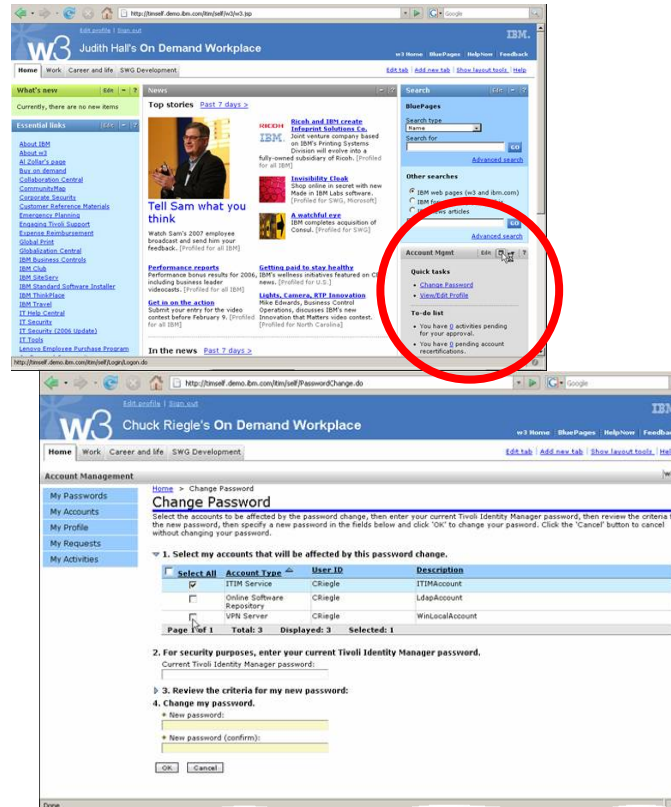 http://timself.demo.ibm.com/itim/self/w3/w3.jsp
Google
Edit profile | Sign out
IBM.
w3 Judith Hall's On Demand Workplace
w3 Home BluePages HelpNow Feedback
Home Work Career and life SWG Development
Edit tab | Add new tab | Show layout tools | Help
What's new Edit ?
Currently, there are no new items
Essential links Edit ?
About IBM
About w3
Al Zollar's page
Buy on demand
Collaboration Central
CommunityMap
Corporate Security
Customer Reference Materials
Emergency Planning
Engaging Tivoli Support
Expense Reimbursement
Global Print
Globalization Central
IBM Business Controls
IBM Club
IBM SiteServ
IBM Standard Software Installer
IBM ThinkPlace
IBM Travel
IT Help Central
IT Security
IT Security (2006 Update)
IT Tools
Lenovo Employee Purchase Program
News
Top stories Past 7 days >
Tell Sam what you
think
Watch Sam's 2007 employee
broadcast and send him your
feedback. [Profiled for all IBM]
RICOH
IBM.
Ricoh and IBM create
Infoprint Solutions Co.
Joint venture company based
on IBM's Printing Systems
Division will evolve into a
fully-owned subsidiary of Ricoh. [Profiled
for all IBM]
Invisibility Cloak
Shop online in secret with new
Made in IBM Labs software.
[Profiled for SWG, Microsoft]
A watchful eye
IBM completes acquisition of
Consul. [Profiled for SWG]
Performance reports
Performance bonus results for 2006,
including business leader
videocasts. [Profiled for all IBM]
Getting paid to stay healthy
IBM's wellness initiatives featured on
news. [Profiled for U.S.]
Get in on the action
Submit your entry for the video
contest before February 9. [Profiled
for all IBM]
Lights, Camera, RTP Innovation
Mike Edwards, Business Control
Operations, discusses IBM's new
Innovation that Matters video contest.
[Profiled for North Carolina]
In the news Past 7 days >
Search Edit ?
BluePages
Search type
Name
Search for
GO
Advanced search
Other searches
IBM web pages (w3 and ibm.com)
IBM
News articles
GO
Advanced search
Account Mgmt Edit ?
Quick tasks
Change Password
View/Edit Profile
To-do list
You have 0 activities pending
for your approval.
You have 0 pending account
recertifications.
http://timself.demo.ibm.com/itim/self/Login/Logon.do
http://timself.demo.ibm.com/itim/self/PasswordChange.do
Google
Edit profile | Sign out
IBM
w3 Chuck Riegle's On Demand Workplace
w3 Home BluePages HelpNow Feedbac
Home Work Career and life SWG Development
Edit tab | Add new tab | Show layout tools | Hel
Account Management
My Passwords
My Accounts
My Profile
My Requests
My Activities
Home > Change Password
Change Password
Select the accounts to be affected by the password change, then enter your current Tivoli Identity Manager password, then review the criteria
the new password, then specify a new password in the fields below and click 'OK' to change your password. Click the 'Cancel' button to cancel
without changing your password.
1. Select my accounts that will be affected by this password change.
Select All Account Type User ID Description
ITIM Service CRiegle ITIMAccount
Online Software
Repository CRiegle LdapAccount
VPN Server CRiegle WinLocalAccount
Page 1 of 1 Total: 3 Displayed: 3 Selected: 1
2. For security purposes, enter your current Tivoli Identity Manager password.
Current Tivoli Identity Manager password:
3. Review the criteria for my new password:
4. Change my password.
New password:
New password (confirm):
OK Cancel
Done